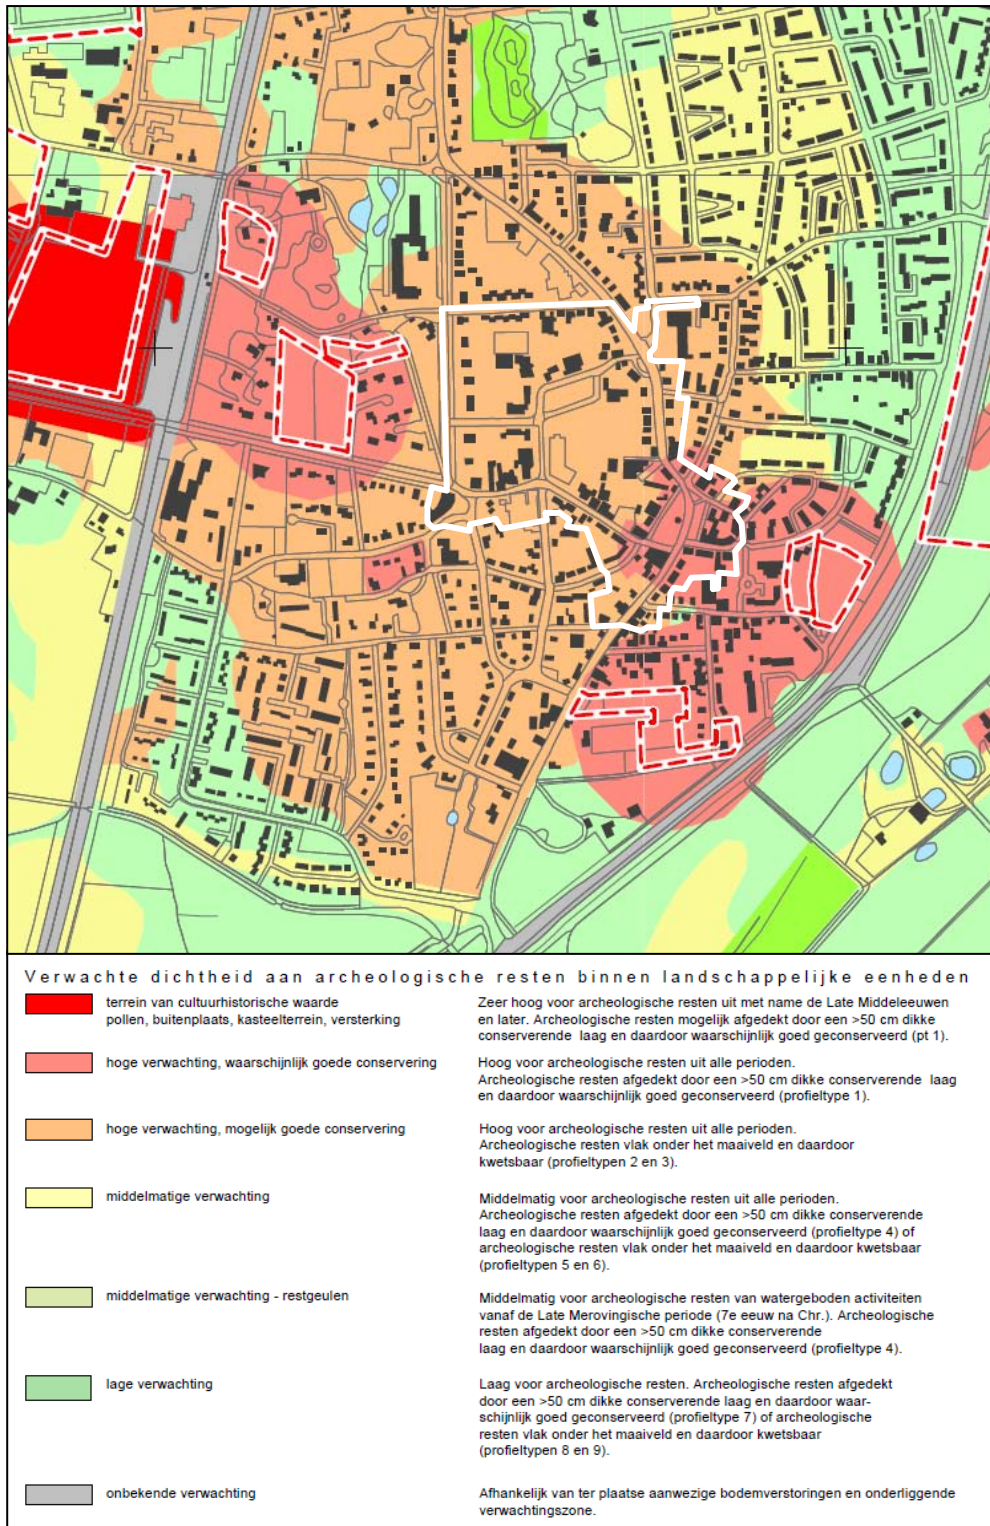 Verwachte dichtheid aan archeologische resten binnen landschappelijke eenheden
terrein van cultuurhistorische waarde
pollen, buitenplaats, kasteelterrein, versterking
Zeer hoog voor archeologische resten uit met name de Late Middeleeuwen
en later. Archeologische resten mogelijk afgedekt door een >50 cm dikke
conserverende laag en daardoor waarschijnlijk goed geconserveerd (pt 1).
hoge verwachting, waarschijnlijk goede conservering
Hoog voor archeologische resten uit alle perioden.
Archeologische resten afgedekt door een >50 cm dikke conserverende laag
en daardoor waarschijnlijk goed geconserveerd (profieltype 1).
hoge verwachting, mogelijk goede conservering
Hoog voor archeologische resten uit alle perioden.
Archeologische resten vlak onder het maaiveld en daardoor
kwetsbaar (profieltypen 2 en 3).
middelmatige verwachting
Middelmatig voor archeologische resten uit alle perioden.
Archeologische resten afgedekt door een >50 cm dikke conserverende
laag en daardoor waarschijnlijk goed geconserveerd (profieltype 4) of
archeologische resten vlak onder het maaiveld en daardoor kwetsbaar
(profieltypen 5 en 6).
middelmatige verwachting - restgeulen
Middelmatig voor archeologische resten van watergeboden activiteiten
vanaf de Late Merovingische periode (7e eeuw na Chr.). Archeologische
resten afgedekt door een >50 cm dikke conserverende
laag en daardoor waarschijnlijk goed geconserveerd (profieltype 4).
lage verwachting
Laag voor archeologische resten. Archeologische resten afgedekt
door een >50 cm dikke conserverende laag en daardoor waar-
schijnlijk goed geconserveerd (profieltype 7) of archeologische
resten vlak onder het maaiveld en daardoor kwetsbaar
(profieltypen 8 en 9).
onbekende verwachting
Afhankelijk van ter plaatse aanwezige bodemverstoringen en onderliggende
verwachtingszone.